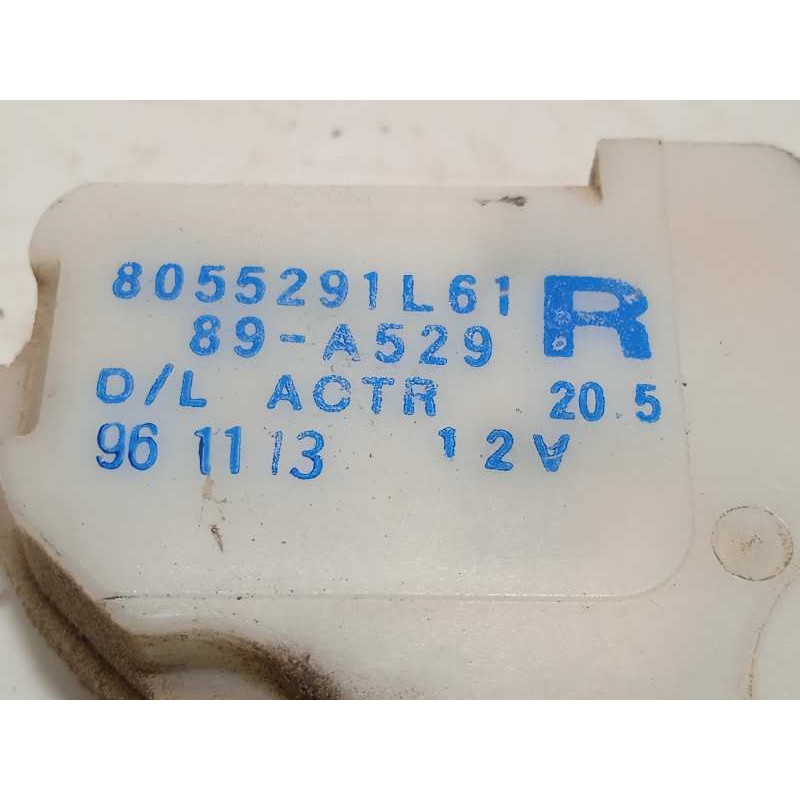 8055291L61 R
89-A529
D/L ACTR 20.5
96 11 13 12V